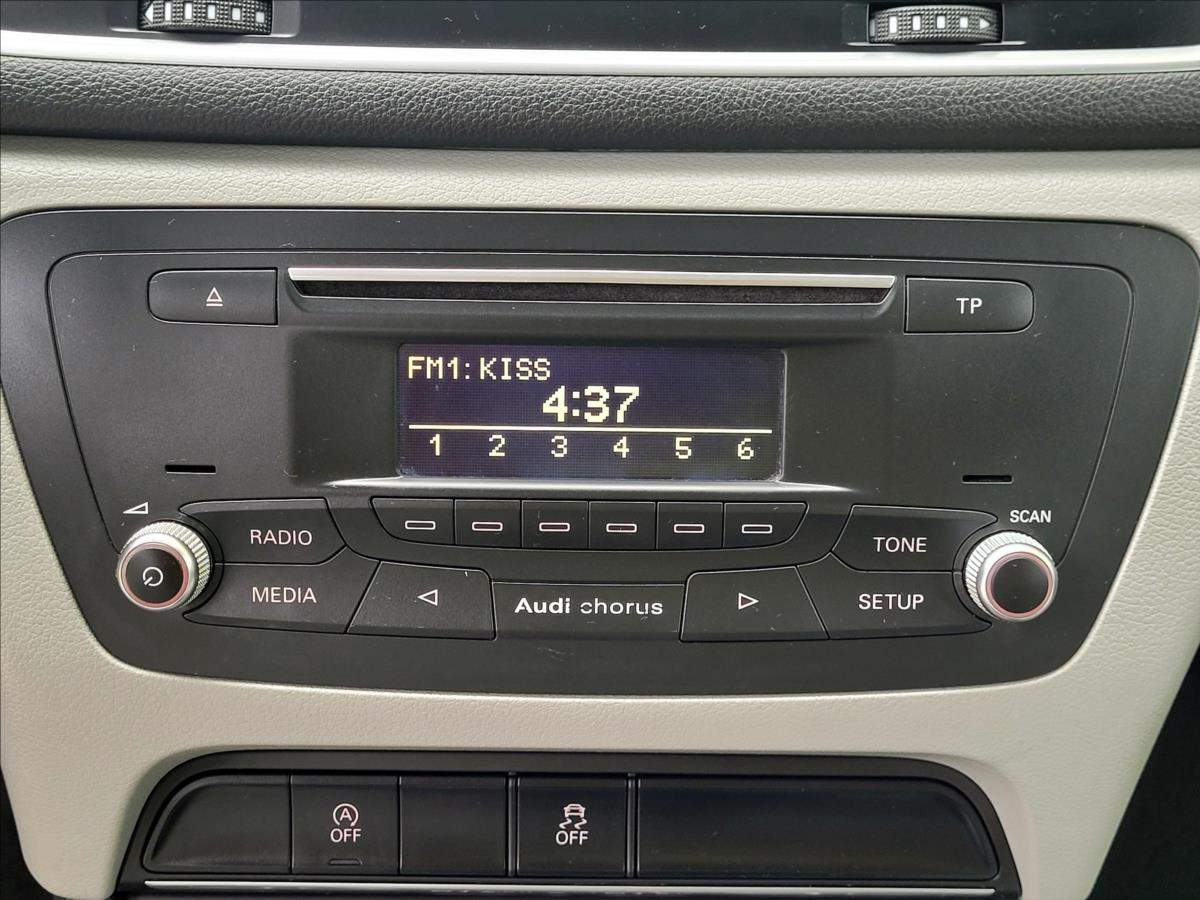 TP
FM1:KISS
4:37
1 2 3 4 5 6
SCAN
RADIO
TONE
MEDIA
Audi chorus
SETUP
A
OFF
OFF